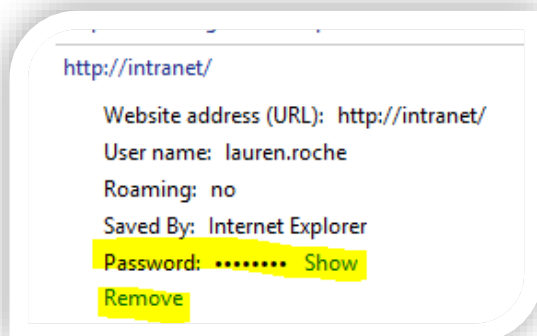 http://intranet/
Website address (URL): http://intranet/
User name: lauren.roche
Roaming: no
Saved By: Internet Explorer
Password: •••••••• Show
Remove